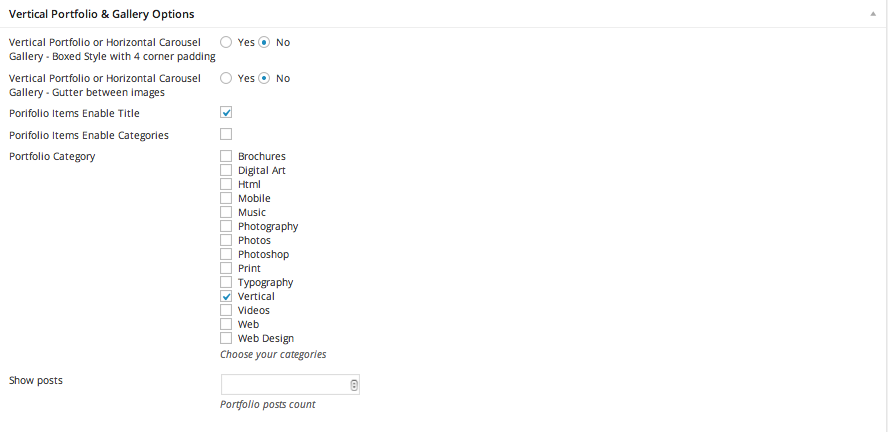 Vertical Portfolio & Gallery Options
Vertical Portfolio or Horizontal Carousel Yes No
Gallery - Boxed Style with 4 corner padding
Vertical Portfolio or Horizontal Carousel Yes No
Gallery - Gutter between images
Porifolio Items Enable Title
Porifolio Items Enable Categories
Portfolio Category Brochures
Digital Art
Html
Mobile
Music
Photography
Photos
Photoshop
Print
Typography
Vertical
Videos
Web
Web Design
Choose your categories
Show posts
Portfolio posts count